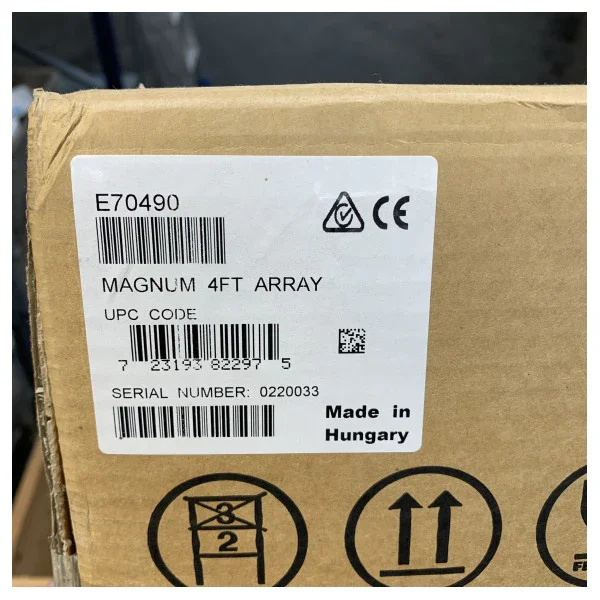 E70490
CE
MAGNUM 4FT ARRAY
UPC CODE
7 23193 82297 5
SERIAL NUMBER: 0220033
Made in
Hungary
3
2